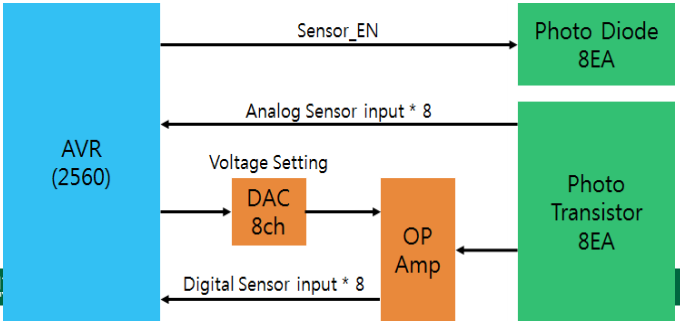 Sensor_EN
Photo Diode
8EA
Analog Sensor input * 8
AVR
(2560)
Voltage Setting
DAC
8ch
OP
Amp
Photo
Transistor
8EA
Digital Sensor input * 8